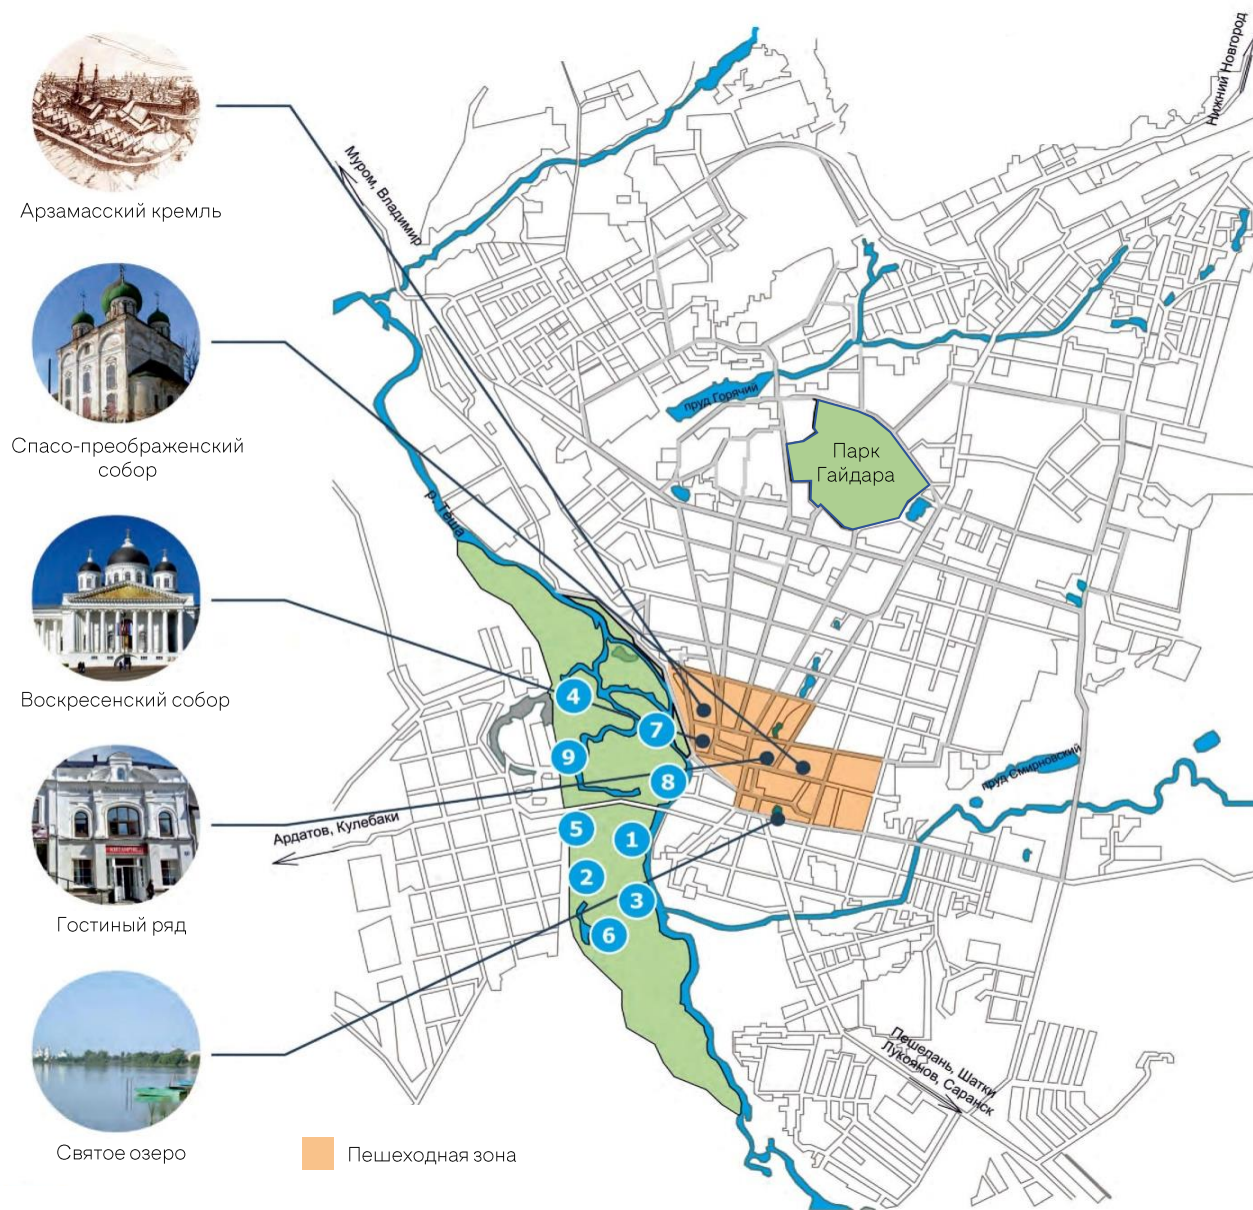 Нижний Новгород
Муром, Владимир
Арзамасский кремль
Спасо-преображенский
собор
пруд Горячий
Парк
Гайдара
р. Тёша
Воскресенский собор
4
7
9
8
пруд Смирновский
Ардатов, Кулебаки
5
1
2
3
6
Гостиный ряд
Пешелань, Шатки
Лукоянов, Саранск
Святое озеро
Пешеходная зона